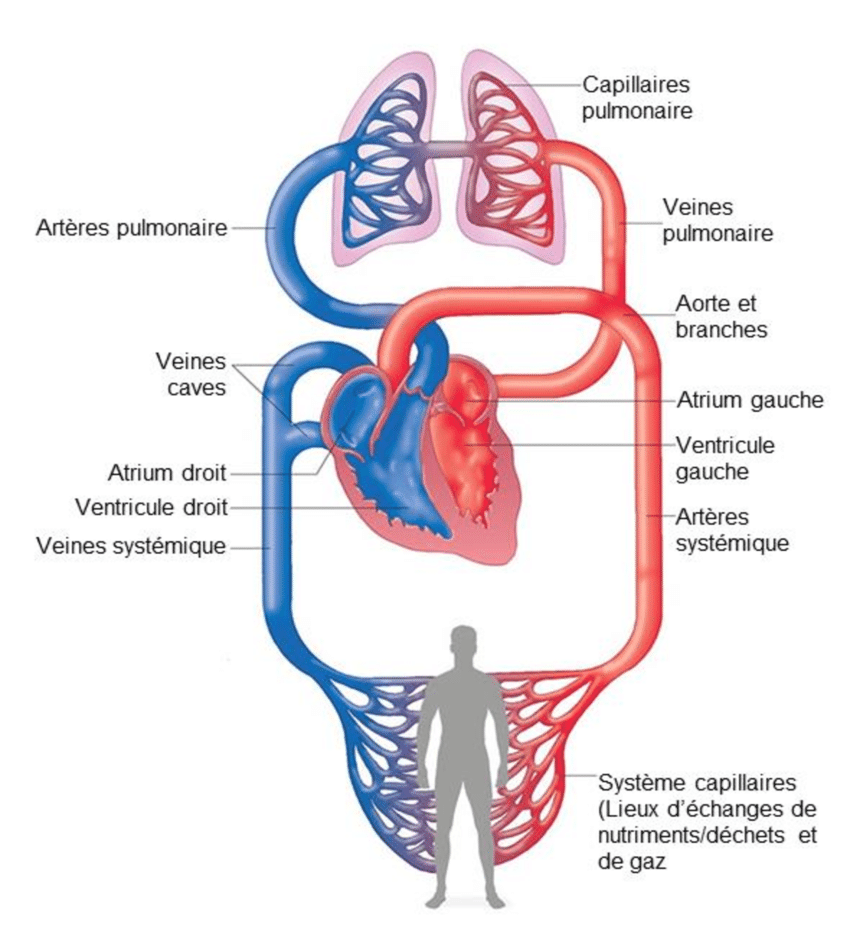 Capillaires
pulmonaire
Artères pulmonaire
Veines
pulmonaire
Aorte et
branches
Veines
caves
Atrium gauche
Ventricule
gauche
Atrium droit
Ventricule droit
Artères
systémique
Veines systémique
Système capillaires
(Lieux d’échanges de
nutriments/déchets et
de gaz